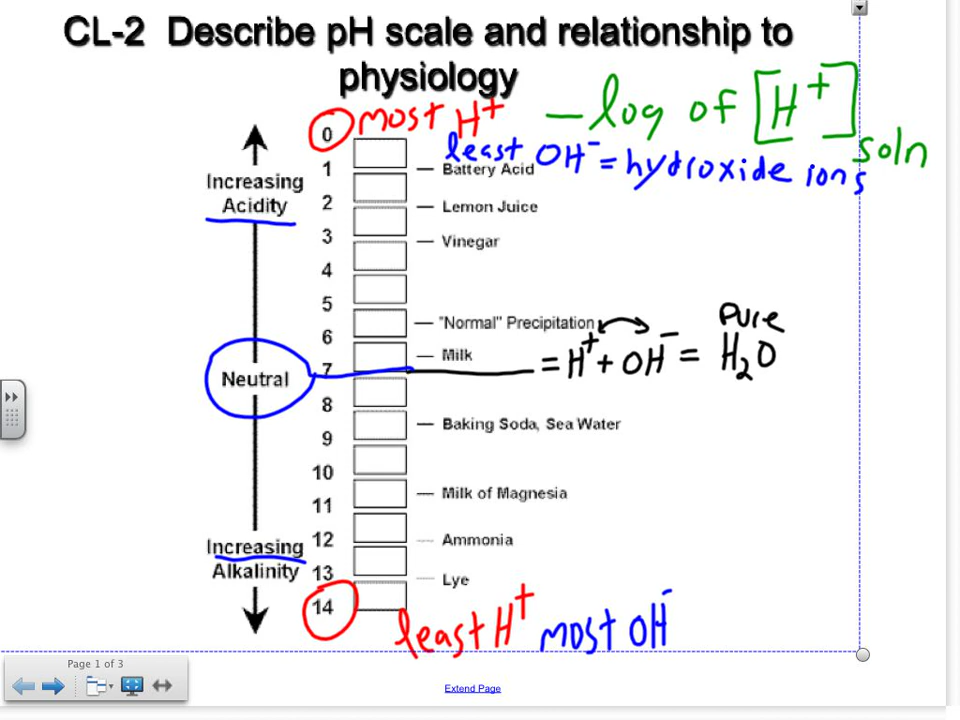 CL-2 Describe pH scale and relationship to
physiology
- log of [H+] soln
0 most H+
least OH- = hydroxide ions
1 Battery Acid
Increasing
Acidity
2 Lemon Juice
3 Vinegar
4
5
"Normal" Precipitation
6
Milk
7 = H+ + OH- = Pure H2O
Neutral
8
Baking Soda, Sea Water
9
10
Milk of Magnesia
11
12 Ammonia
Increasing
Alkalinity
13 Lye
14
least H+ most OH-
Page 1 of 3
Extend Page